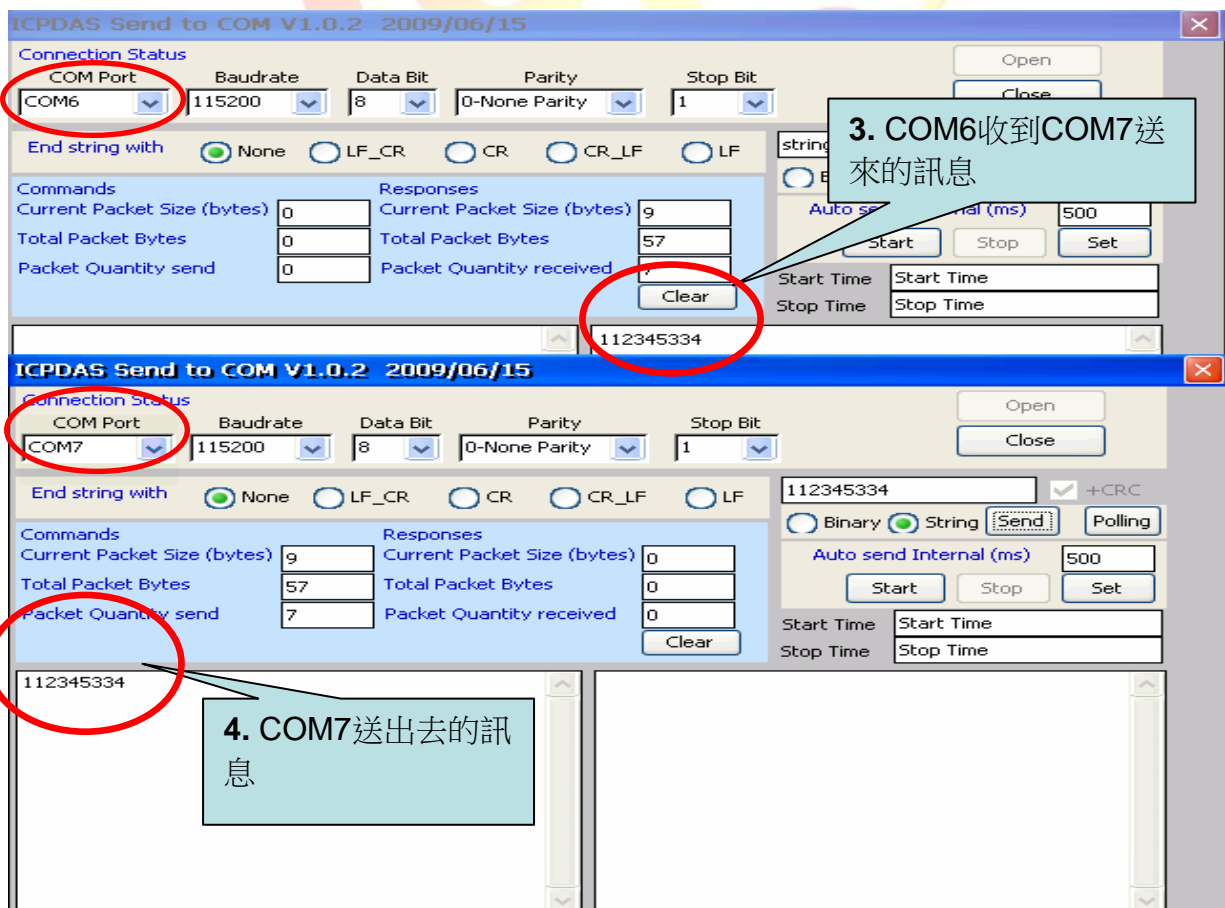 ICPDAS Send to COM V1.0.2 2009/06/15
Connection Status
COM Port Baudrate Data Bit Parity Stop Bit
COM6 115200 8 0-None Parity 1
Open
Close
End string with None LF_CR CR CR_LF LF
string
3. COM6收到COM7送
來的訊息
Commands Responses
Current Packet Size (bytes) 0 Current Packet Size (bytes) 9
Total Packet Bytes 0 Total Packet Bytes 57
Packet Quantity send 0 Packet Quantity received 7
Clear
Auto (ms) 500
Start Stop Set
Start Time Start Time
Stop Time Stop Time
112345334
ICPDAS Send to COM V1.0.2 2009/06/15
Connection Status
COM Port Baudrate Data Bit Parity Stop Bit
COM7 115200 8 0-None Parity 1
Open
Close
End string with None LF_CR CR CR_LF LF
112345334 +CRC
Binary String Send Polling
Commands Responses
Current Packet Size (bytes) 9 Current Packet Size (bytes) 0
Total Packet Bytes 57 Total Packet Bytes 0
Packet Quantity send 7 Packet Quantity received 0
Clear
Auto send Internal (ms) 500
Start Stop Set
Start Time Start Time
Stop Time Stop Time
112345334
4. COM7送出去的訊
息